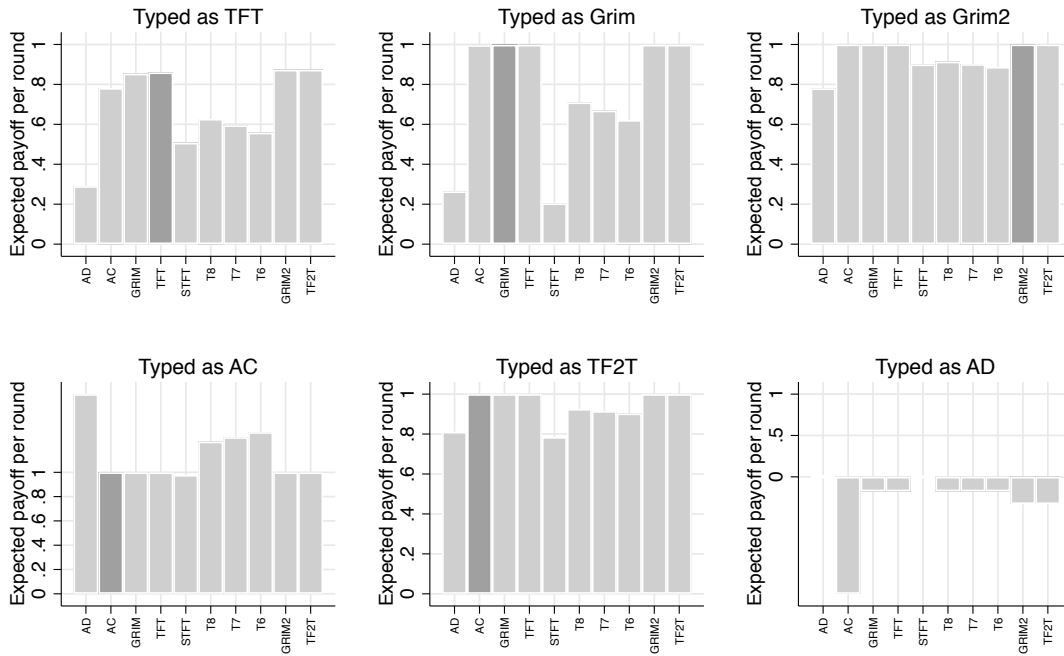 Typed as TFT
Expected payoff per round
0 .2 .4 .6 .8 1
AD AC GRIM TFT STFT T8 T7 T6 GRIM2 TF2T
Typed as Grim
Expected payoff per round
0 .2 .4 .6 .8 1
AD AC GRIM TFT STFT T8 T7 T6 GRIM2 TF2T
Typed as Grim2
Expected payoff per round
0 .2 .4 .6 .8 1
AD AC GRIM TFT STFT T8 T7 T6 GRIM2 TF2T
Typed as AC
Expected payoff per round
0 .2 .4 .6 .8 1
AD AC GRIM TFT STFT T8 T7 T6 GRIM2 TF2T
Typed as TF2T
Expected payoff per round
0 .2 .4 .6 .8 1
AD AC GRIM TFT STFT T8 T7 T6 GRIM2 TF2T
Typed as AD
Expected payoff per round
0 .5 1
AD AC GRIM TFT STFT T8 T7 T6 GRIM2 TF2T